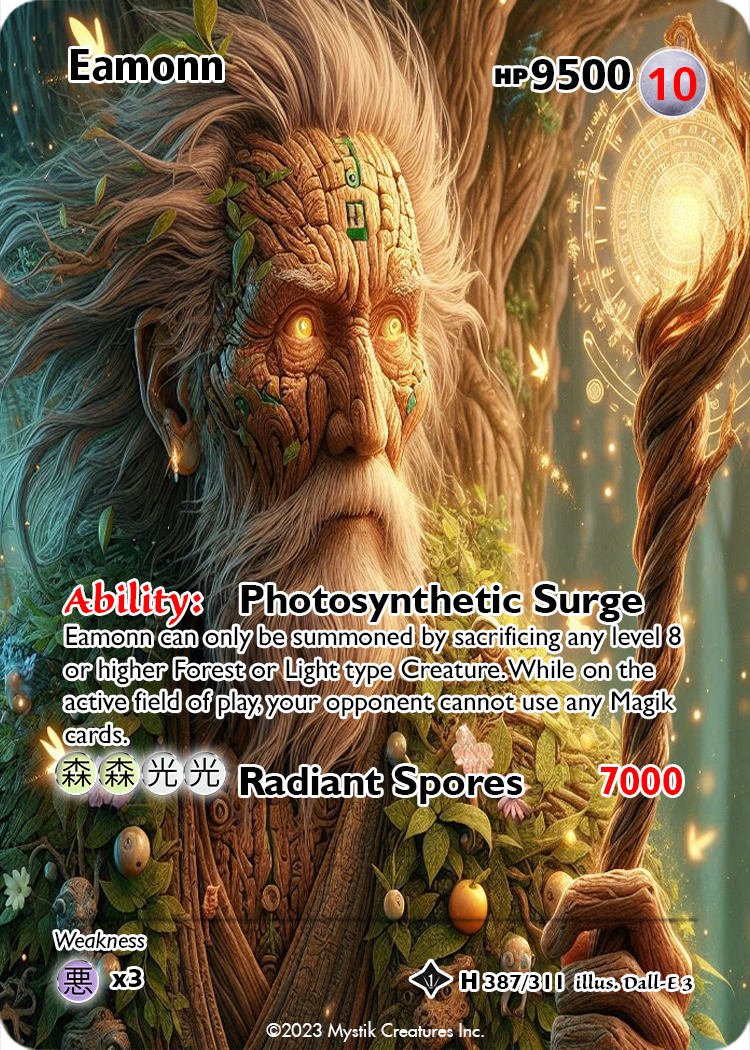 Eamonn HP9500 10
Ability: Photosynthetic Surge
Eamonn can only be summoned by sacrificing any level 8
or higher Forest or Light type Creature. While on the
active field of play, your opponent cannot use any Magik
cards.
森 森 光 光 Radiant Spores 7000
Weakness
悪 x3
1 H 387/311 illus. Dall-E 3
©2023 Mystik Creatures Inc.